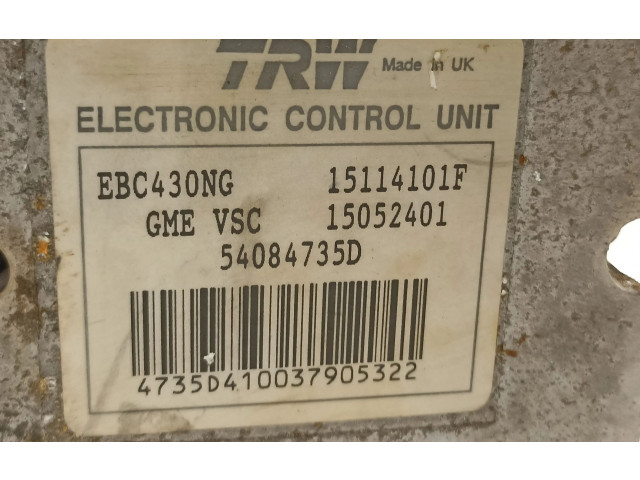 TRW Made in UK
ELECTRONIC CONTROL UNIT
EBC430NG 15114101F
GME VSC 15052401
54084735D
4735D410037905322